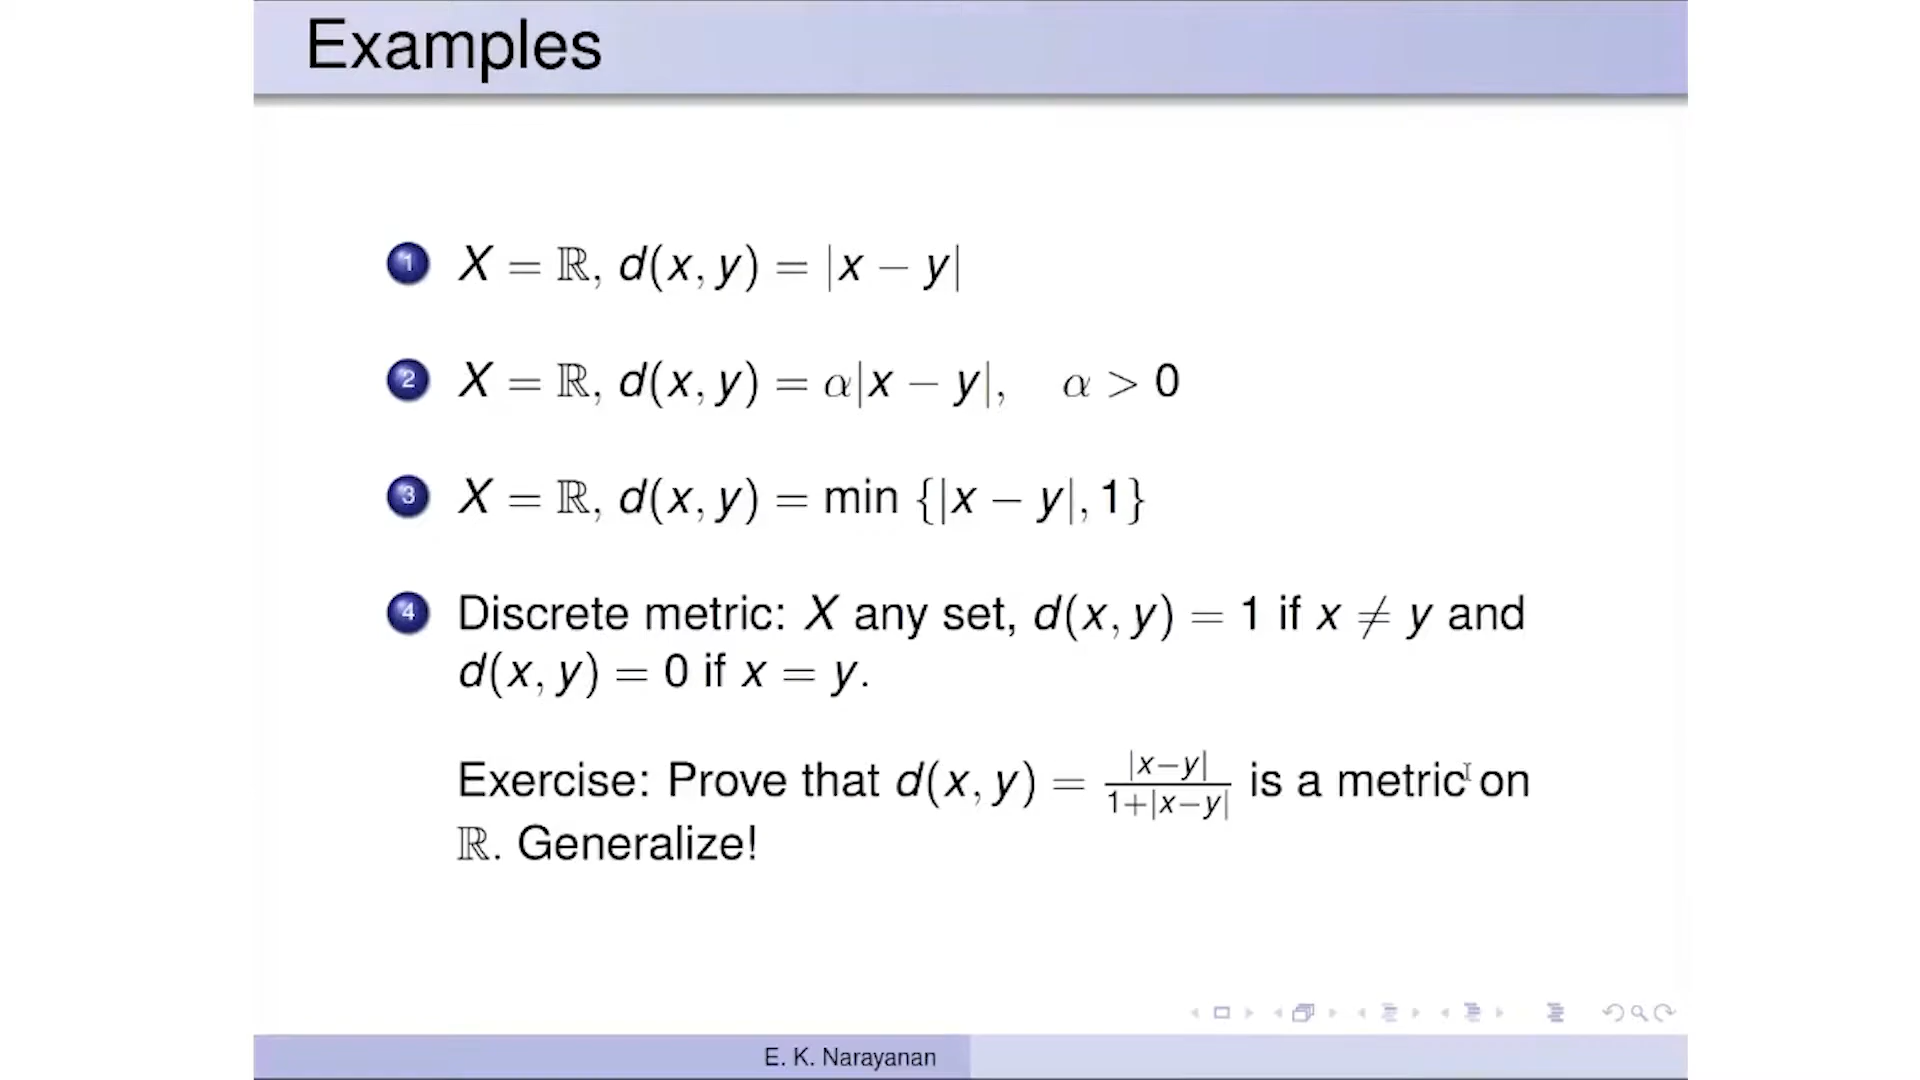 Examples
1 X = ℝ, d(x, y) = |x − y|
2 X = ℝ, d(x, y) = α|x − y|, α > 0
3 X = ℝ, d(x, y) = min {|x − y|, 1}
4 Discrete metric: X any set, d(x, y) = 1 if x ≠ y and
d(x, y) = 0 if x = y.
Exercise: Prove that d(x, y) = |x−y| / 1+|x−y| is a metric on
ℝ. Generalize!
E. K. Narayanan